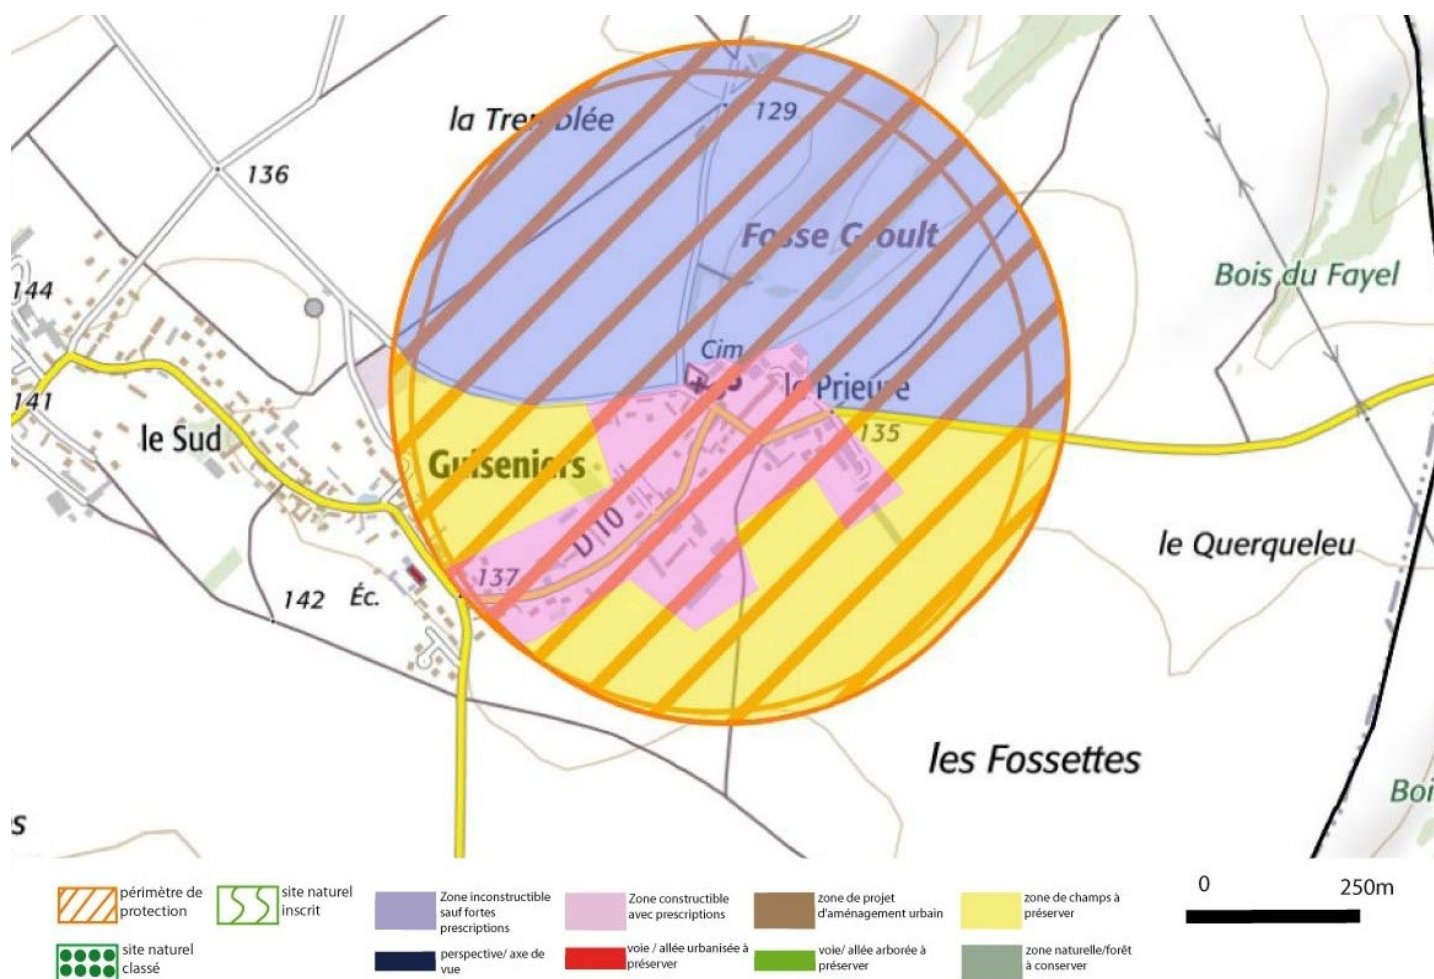 la Tremblée
129
136
Fosse Groult
Bois du Fayel
144
Cim
le Prieuré
141
le Sud
135
Guiseniers
D 10
le Querqueleu
137
142
Éc.
les Fossettes
Boi
s
0
250m
périmètre de
protection
site naturel
inscrit
Zone inconstructible
sauf fortes
prescriptions
Zone constructible
avec prescriptions
zone de projet
d'aménagement urbain
zone de champs à
préserver
site naturel
classé
perspective/ axe de
vue
voie / allée urbanisée à
préserver
voie/ allée arborée à
préserver
zone naturelle/forêt
à conserver